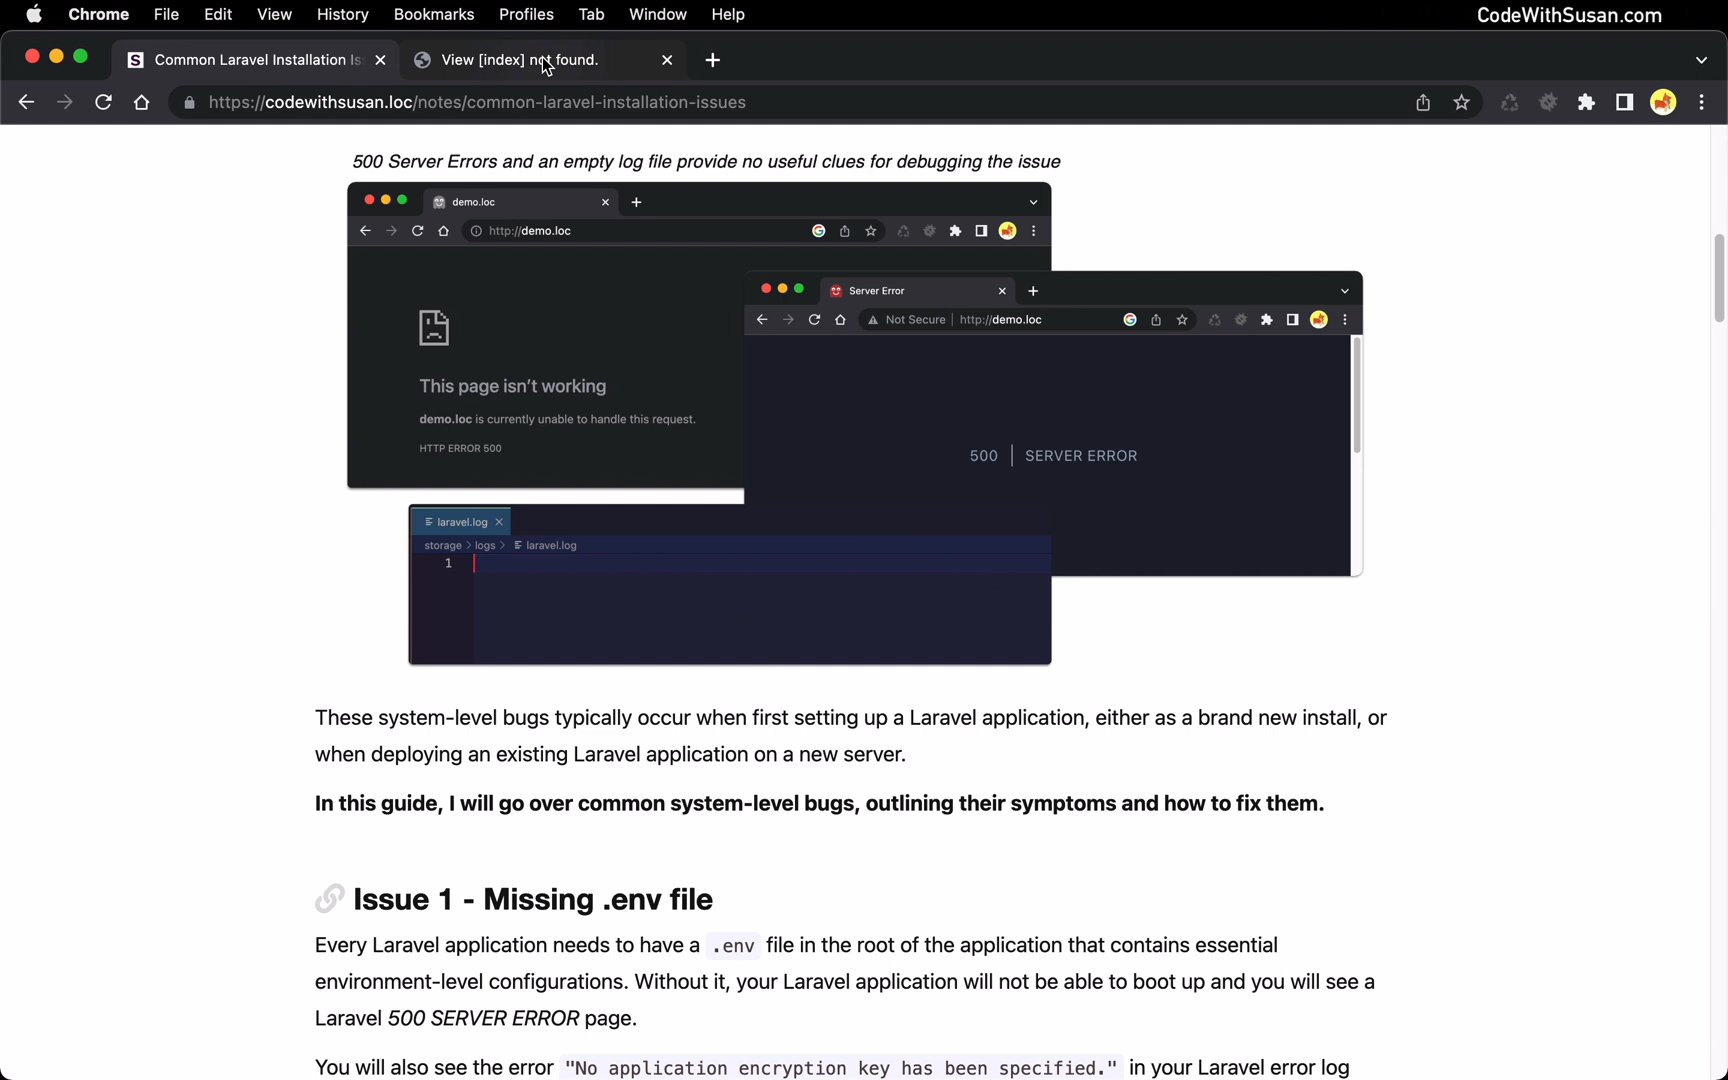 Chrome File Edit View History Bookmarks Profiles Tab Window Help CodeWithSusan.com
Common Laravel Installation Is
View [index] not found.
https://codewithsusan.loc/notes/common-laravel-installation-issues
500 Server Errors and an empty log file provide no useful clues for debugging the issue
demo.loc
http://demo.loc
Server Error
Not Secure http://demo.loc
This page isn't working
demo.loc is currently unable to handle this request.
HTTP ERROR 500
500 SERVER ERROR
laravel.log
storage > logs > laravel.log
1
These system-level bugs typically occur when first setting up a Laravel application, either as a brand new install, or
when deploying an existing Laravel application on a new server.
In this guide, I will go over common system-level bugs, outlining their symptoms and how to fix them.
Issue 1 - Missing .env file
Every Laravel application needs to have a .env file in the root of the application that contains essential
environment-level configurations. Without it, your Laravel application will not be able to boot up and you will see a
Laravel 500 SERVER ERROR page.
You will also see the error "No application encryption key has been specified." in your Laravel error log